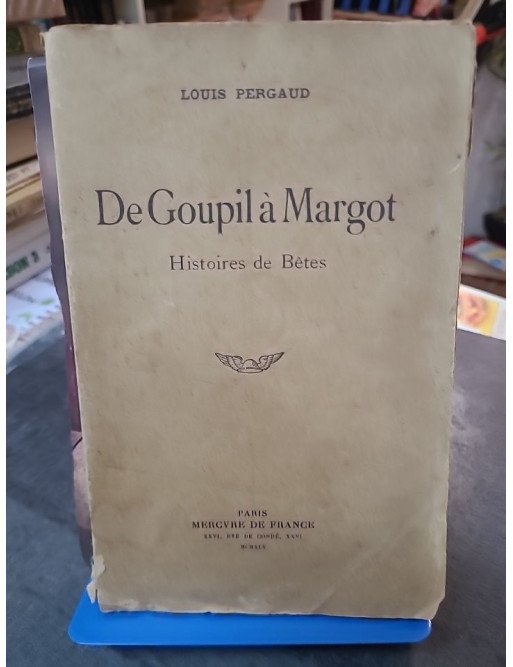 LOUIS PERGAUD
De Goupil à Margot
Histoires de Bêtes
PARIS
MERCVRE DE FRANCE
XXVI, RVE DE CONDÉ, XXVI